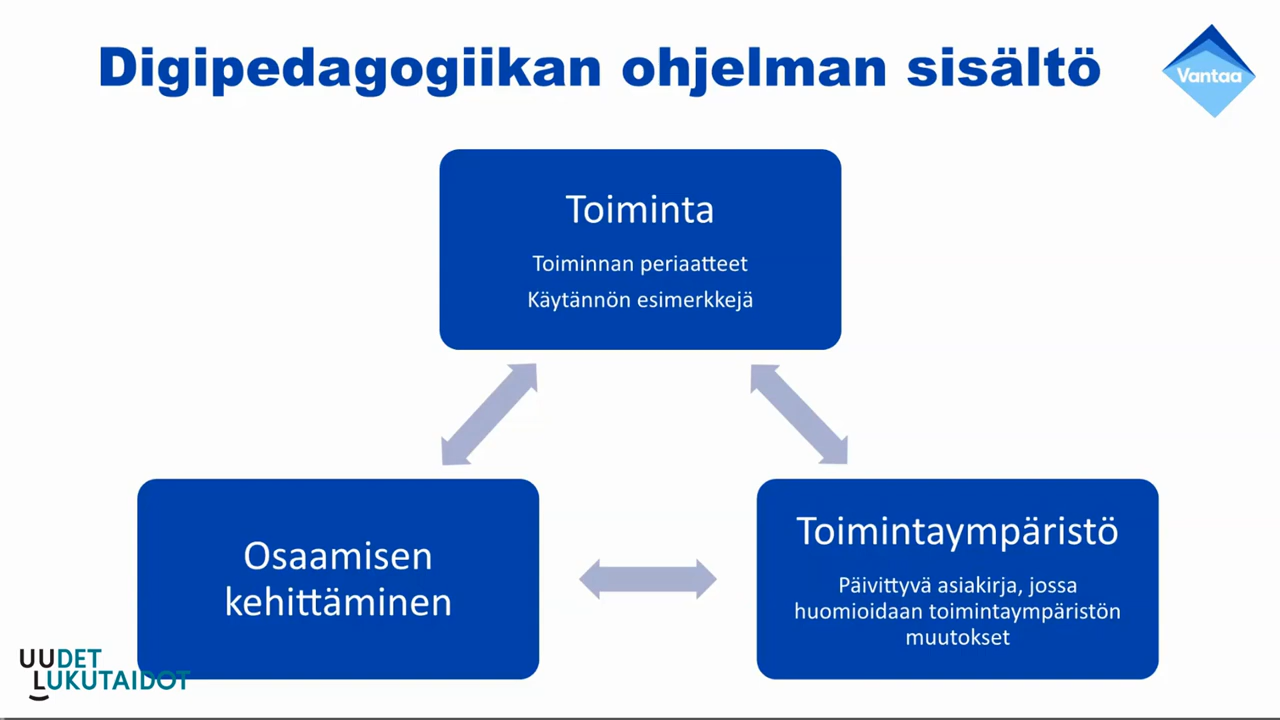 Digipedagogiikan ohjelman sisältö
Vantaa
Toiminta
Toiminnan periaatteet
Käytännön esimerkkejä
Osaamisen
kehittäminen
Toimintaympäristö
Päivittyvä asiakirja, jossa
huomioidaan toimintaympäristön
muutokset
UUDET
LUKUTAIDOT